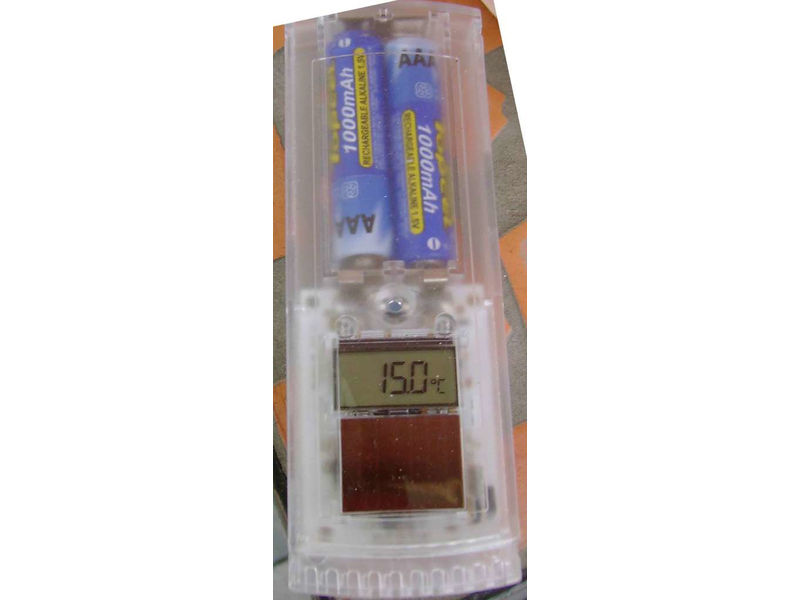 1000mAh
RECHARGEABLE ALKALINE 1.5V
AAA
AAA
1000mAh
RECHARGEABLE ALKALINE 1.5V
15.0°C